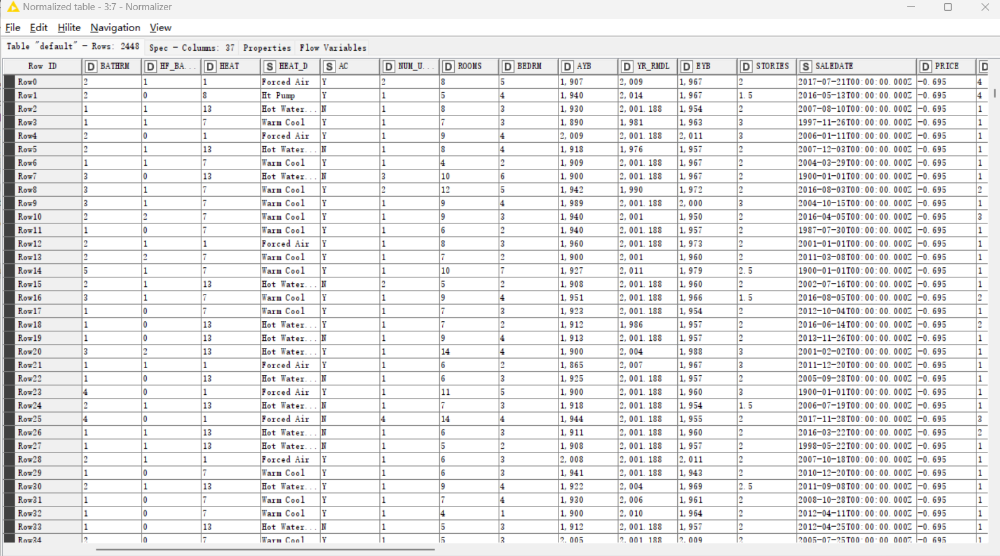 Normalized table - 3:7 - Normalizer
File Edit Hilite Navigation View
Table "default" - Rows: 2448 Spec - Columns: 37 Properties Flow Variables
Row ID D BATHRM D HF_BA... D HEAT S HEAT_D S AC D NUM_U... D ROOMS D BEDRM D AYB D YR_RMDL D EYB D STORIES S SALEDATE D PRICE D
Row0 2 1 1 Forced Air Y 2 8 5 1,907 2,009 1,967 2 2017-07-21T00:00:00.000Z -0.695 4
Row1 2 0 8 Ht Pump Y 1 5 4 1,940 2,014 1,967 1.5 2016-05-13T00:00:00.000Z -0.695 4
Row2 1 1 13 Hot Water... N 1 8 3 1,930 2,001.188 1,954 2 2007-08-10T00:00:00.000Z -0.695 1
Row3 1 1 7 Warm Cool Y 1 7 3 1,890 1,981 1,963 3 1997-11-26T00:00:00.000Z -0.695 1
Row4 2 0 1 Forced Air Y 1 9 4 2,009 2,001.188 2,011 3 2006-01-11T00:00:00.000Z -0.695 1
Row5 2 1 13 Hot Water... N 1 8 4 1,918 1,976 1,957 2 2007-12-03T00:00:00.000Z -0.695 1
Row6 1 1 7 Warm Cool Y 1 4 2 1,909 2,001.188 1,967 2 2004-03-29T00:00:00.000Z -0.695 1
Row7 3 0 13 Hot Water... N 3 10 6 1,900 2,001.188 1,967 2 1900-01-01T00:00:00.000Z -0.695 1
Row8 3 1 7 Warm Cool Y 2 12 5 1,942 1,990 1,972 2 2016-08-03T00:00:00.000Z -0.695 2
Row9 3 1 7 Warm Cool Y 1 9 4 1,989 2,001.188 2,000 3 2004-10-15T00:00:00.000Z -0.695 1
Row10 2 2 7 Warm Cool Y 1 9 3 1,940 2,001 1,950 2 2016-04-05T00:00:00.000Z -0.695 3
Row11 1 0 7 Warm Cool Y 1 6 2 1,940 2,001.188 1,957 2 1987-07-30T00:00:00.000Z -0.695 1
Row12 2 1 1 Forced Air Y 1 8 3 1,960 2,001.188 1,973 2 2001-01-01T00:00:00.000Z -0.695 1
Row13 2 2 7 Warm Cool Y 1 7 2 1,900 2,001 1,960 2 2011-03-08T00:00:00.000Z -0.695 1
Row14 5 1 7 Warm Cool Y 1 10 7 1,927 2,011 1,979 2.5 1900-01-01T00:00:00.000Z -0.695 1
Row15 2 1 13 Hot Water... N 2 5 2 1,908 2,001.188 1,960 2 2002-07-16T00:00:00.000Z -0.695 1
Row16 3 1 7 Warm Cool Y 1 9 4 1,951 2,001.188 1,966 1.5 2016-08-05T00:00:00.000Z -0.695 2
Row17 1 0 7 Warm Cool Y 1 7 3 1,923 2,001.188 1,954 2 2012-10-04T00:00:00.000Z -0.695 1
Row18 1 0 13 Hot Water... Y 1 7 2 1,912 1,986 1,957 2 2016-06-14T00:00:00.000Z -0.695 2
Row19 1 0 13 Hot Water... N 1 9 4 1,913 2,001.188 1,957 2 2013-11-26T00:00:00.000Z -0.695 1
Row20 3 2 13 Hot Water... Y 1 14 4 1,900 2,004 1,988 3 2001-02-02T00:00:00.000Z -0.695 1
Row21 1 1 1 Forced Air Y 1 6 2 1,865 2,007 1,967 3 2011-12-20T00:00:00.000Z -0.695 1
Row22 1 0 13 Hot Water... N 1 6 3 1,925 2,001.188 1,957 2 2005-09-28T00:00:00.000Z -0.695 1
Row23 4 0 1 Forced Air Y 1 11 5 1,900 2,001.188 1,960 3 1900-01-01T00:00:00.000Z -0.695 1
Row24 2 1 13 Hot Water... N 1 7 3 1,918 2,001.188 1,954 1.5 2006-07-19T00:00:00.000Z -0.695 1
Row25 4 0 1 Forced Air N 4 14 4 1,944 2,001.188 1,955 2 2017-11-28T00:00:00.000Z -0.695 3
Row26 1 1 13 Hot Water... N 1 6 3 1,911 2,001.188 1,960 2 2016-03-22T00:00:00.000Z -0.695 2
Row27 1 1 13 Hot Water... N 1 5 2 1,908 2,001.188 1,957 2 1998-05-22T00:00:00.000Z -0.695 1
Row28 2 1 1 Forced Air Y 1 6 3 2,008 2,001.188 2,011 2 2007-10-18T00:00:00.000Z -0.695 1
Row29 1 0 7 Warm Cool Y 1 6 3 1,941 2,001.188 1,943 2 2010-12-20T00:00:00.000Z -0.695 1
Row30 2 1 13 Hot Water... Y 1 9 4 1,922 2,004 1,969 2.5 2011-09-08T00:00:00.000Z -0.695 1
Row31 1 0 7 Warm Cool Y 1 7 4 1,930 2,006 1,961 2 2008-10-28T00:00:00.000Z -0.695 1
Row32 1 0 7 Warm Cool Y 1 4 1 1,900 2,010 1,964 2 2012-04-11T00:00:00.000Z -0.695 1
Row33 1 0 13 Hot Water... N 1 5 3 1,912 2,001.188 1,957 2 2012-04-25T00:00:00.000Z -0.695 1
Row34 2 0 7 Warm Cool Y 1 5 3 2,005 2,001.188 2,009 2 2005-07-25T00:00:00.000Z -0.695 1